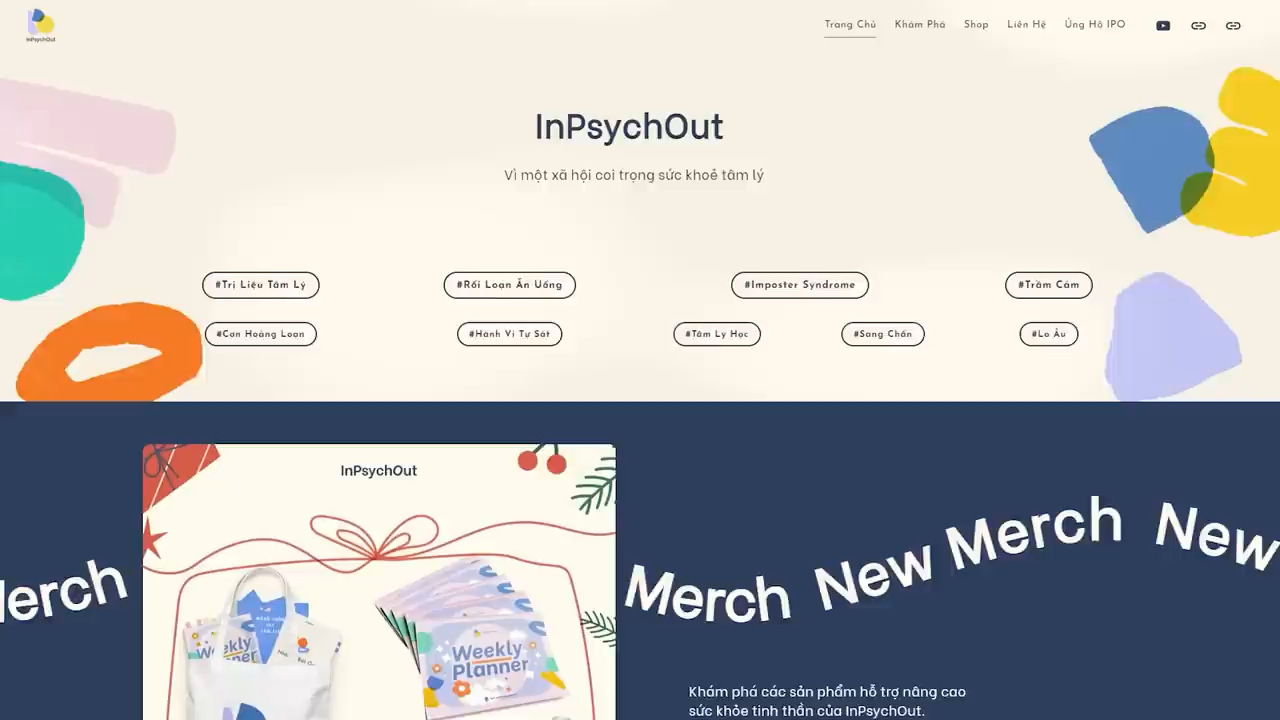 InPsychOut
Trang Chủ Khám Phá Shop Liên Hệ Ủng Hộ IPO
InPsychOut
Vì một xã hội coi trọng sức khoẻ tâm lý
#Trị Liệu Tâm Lý #Rối Loạn Ăn Uống #Imposter Syndrome #Trầm Cảm
#Cơn Hoảng Loạn #Hành Vi Tự Sát #Tâm Lý Học #Sang Chấn #Lo Âu
InPsychOut
Merch New Merch New
Weekly
Planner
Khám phá các sản phẩm hỗ trợ nâng cao
sức khỏe tinh thần của InPsychOut.